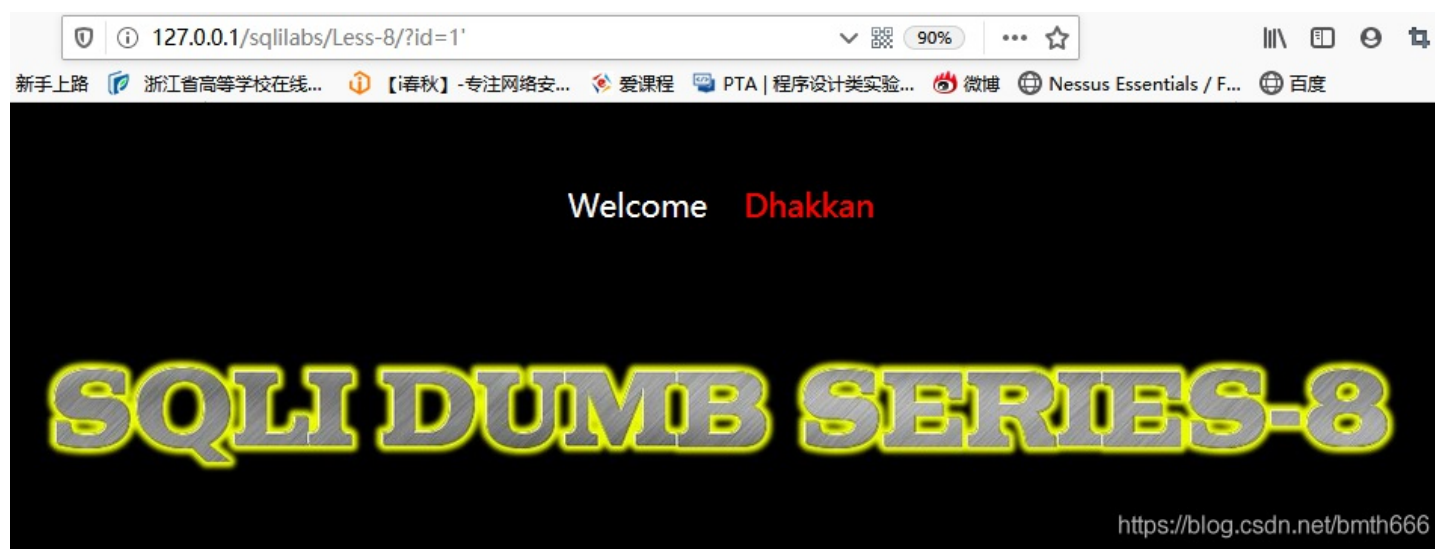 127.0.0.1/sqlilabs/Less-8/?id=1' 90%
新手上路 浙江省高等学校在线... 【i春秋】-专注网络安... 爱课程 PTA | 程序设计类实验... 微博 Nessus Essentials / F... 百度
Welcome Dhakkan
SQLI DUMB SERIES-8
https://blog.csdn.net/bmth666